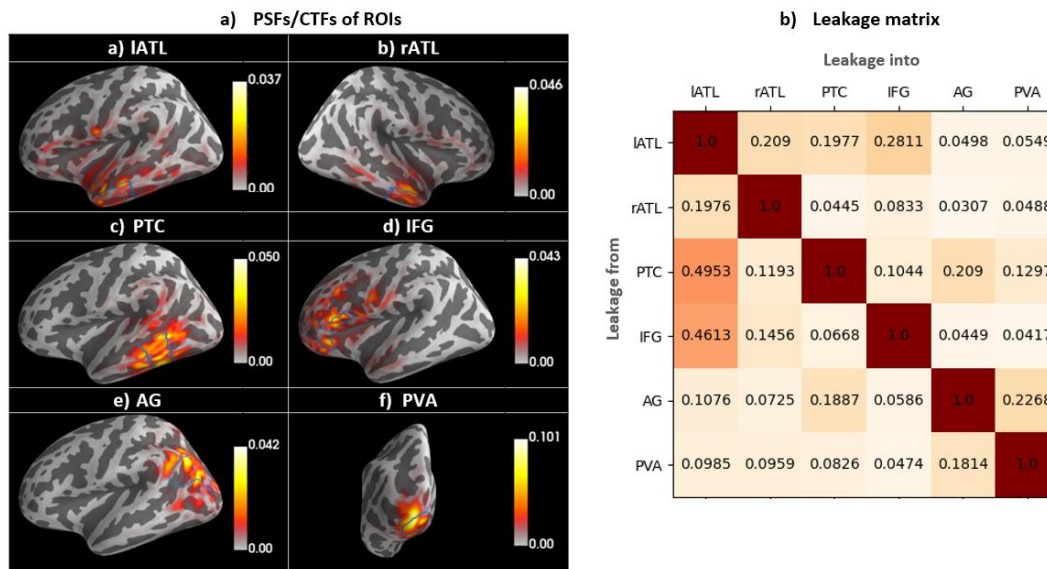 a) PSFs/CTFs of ROIs
a) lATL
0.037
0.00
b) rATL
0.046
0.00
c) PTC
0.050
0.00
d) IFG
0.043
0.00
e) AG
0.042
0.00
f) PVA
0.101
0.00
b) Leakage matrix
Leakage into
lATL rATL PTC IFG AG PVA
Leakage from
lATL 1.0 0.209 0.1977 0.2811 0.0498 0.0549
rATL 0.1976 1.0 0.0445 0.0833 0.0307 0.0488
PTC 0.4953 0.1193 1.0 0.1044 0.209 0.1297
IFG 0.4613 0.1456 0.0668 1.0 0.0449 0.0417
AG 0.1076 0.0725 0.1887 0.0586 1.0 0.2268
PVA 0.0985 0.0959 0.0826 0.0474 0.1814 1.0